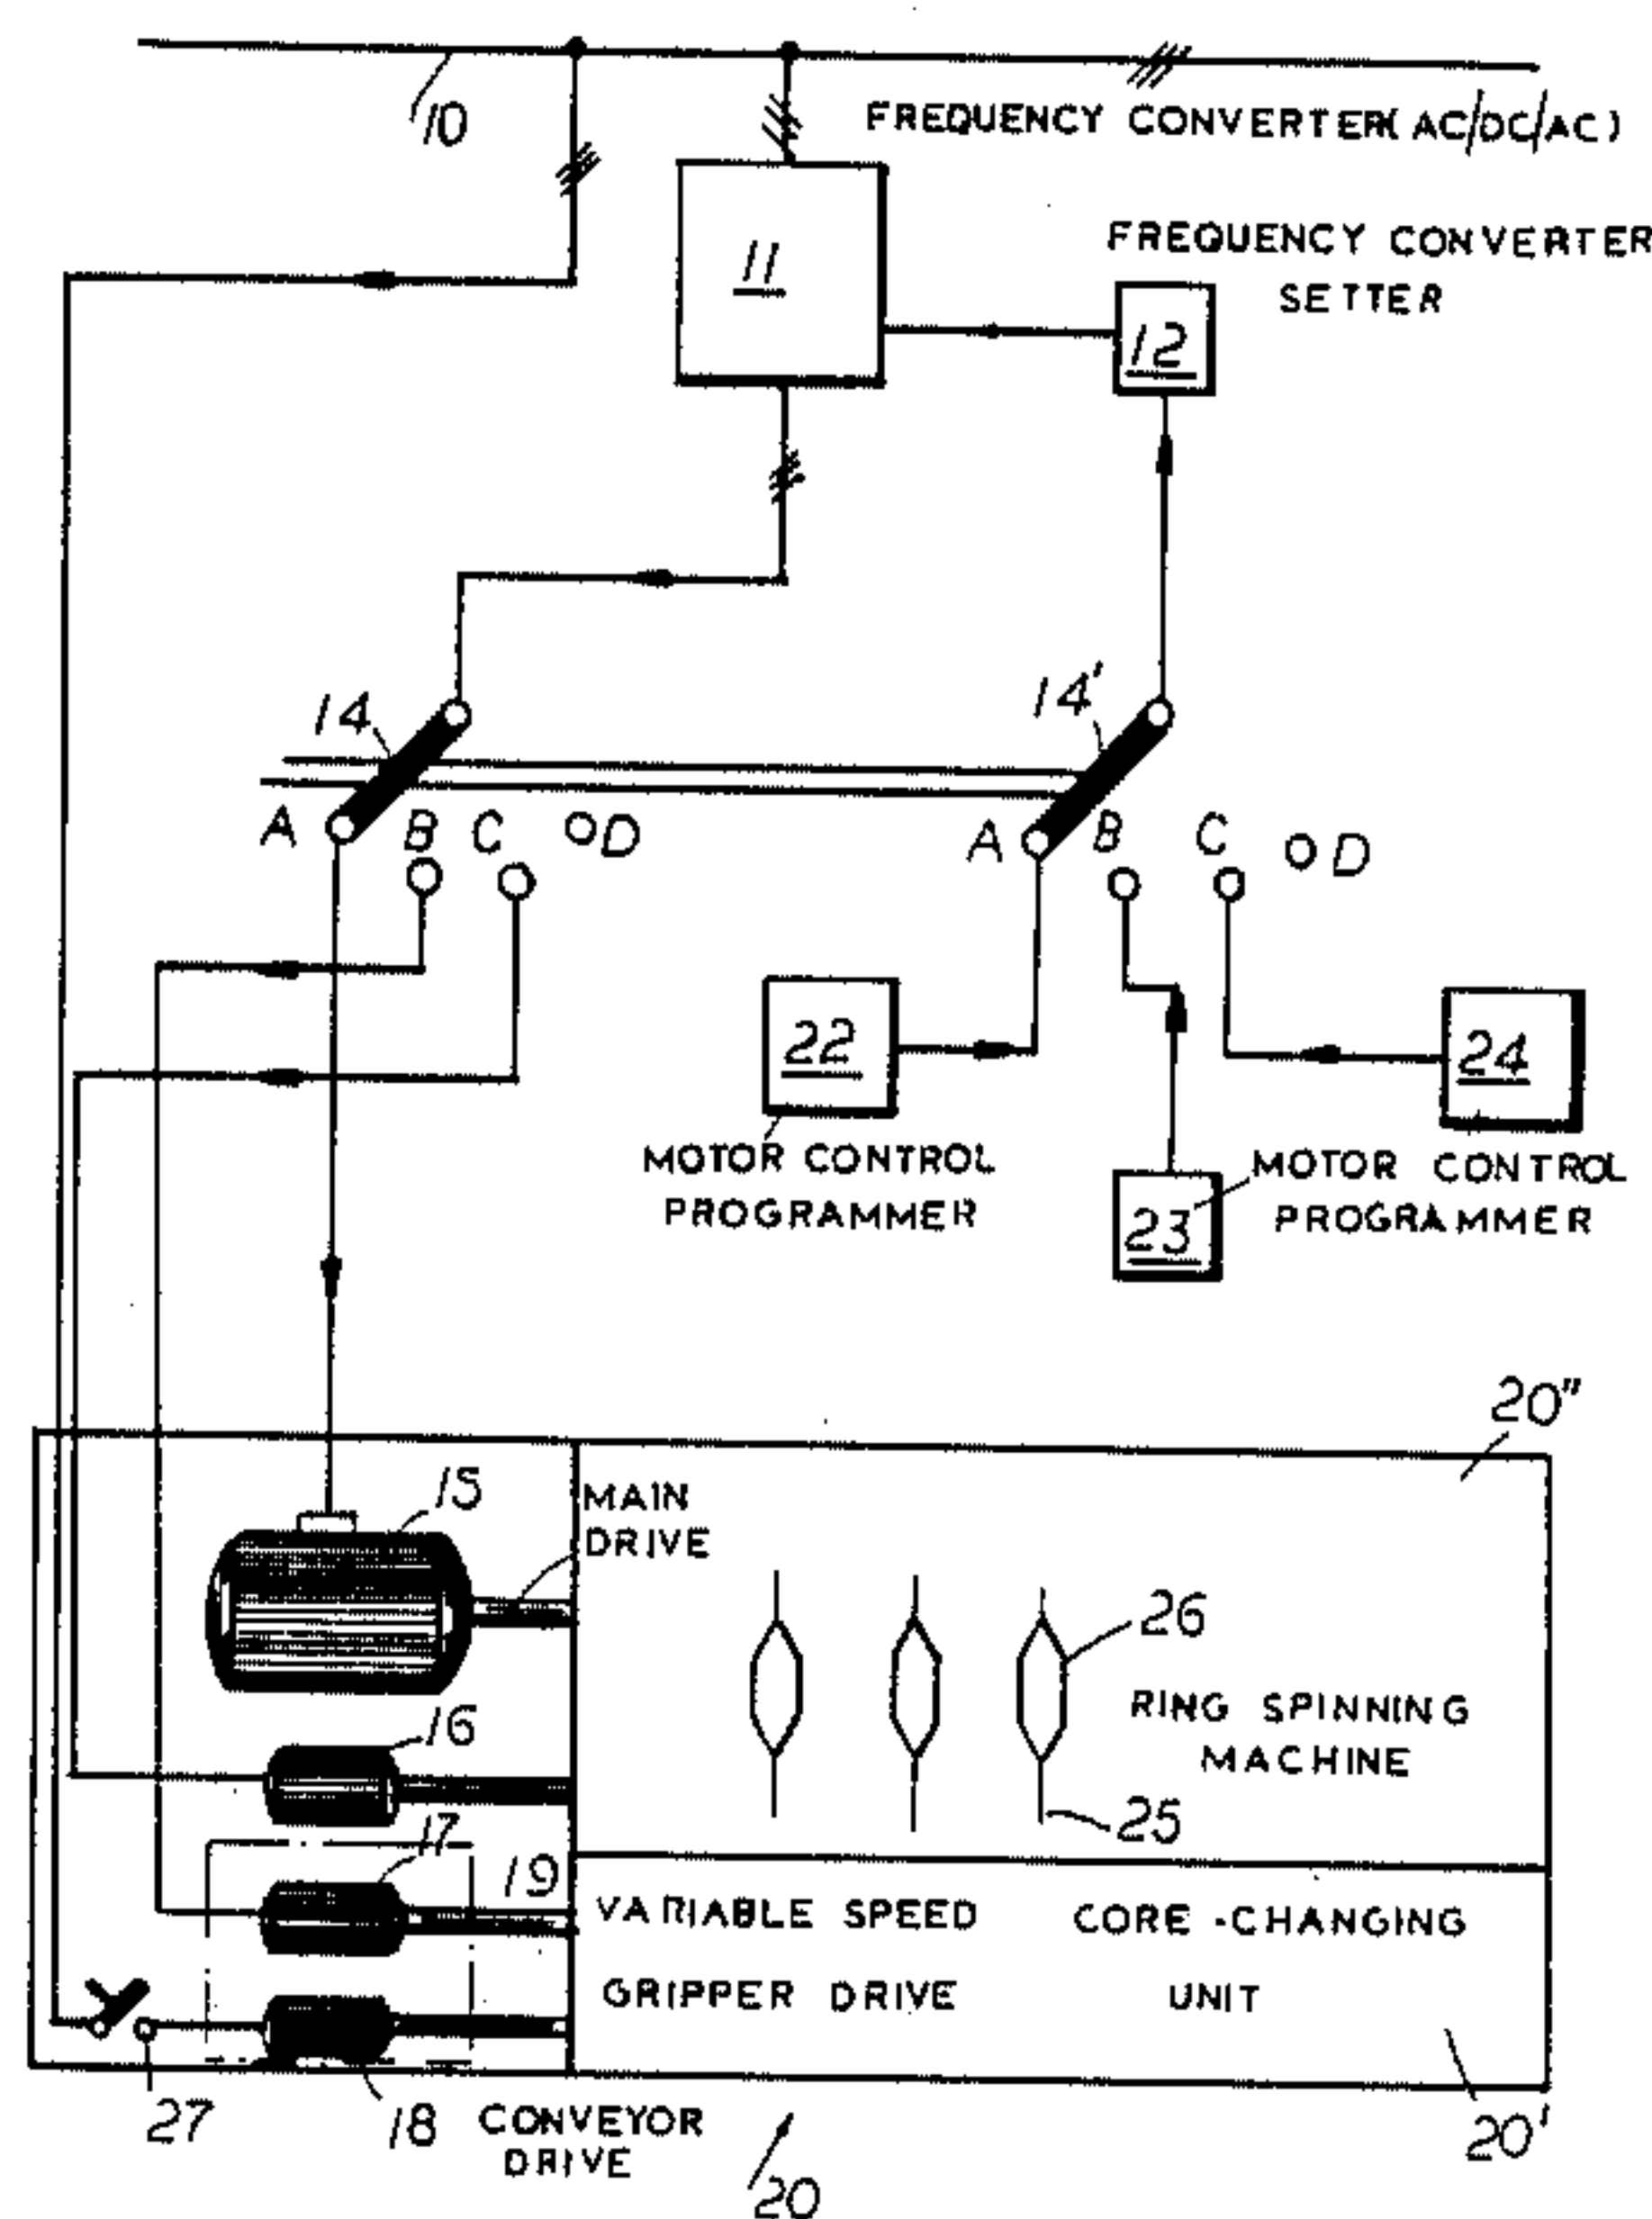 10
FREQUENCY CONVERTER(AC/DC/AC)
11
FREQUENCY CONVERTER
SETTER
12
14
14'
A B C D
A B C D
22
24
MOTOR CONTROL
PROGRAMMER
23
MOTOR CONTROL
PROGRAMMER
20"
15
MAIN
DRIVE
26
16
RING SPINNING
MACHINE
25
17
19
VARIABLE SPEED
GRIPPER DRIVE
CORE-CHANGING
UNIT
27
18
CONVEYOR
DRIVE
20
20'